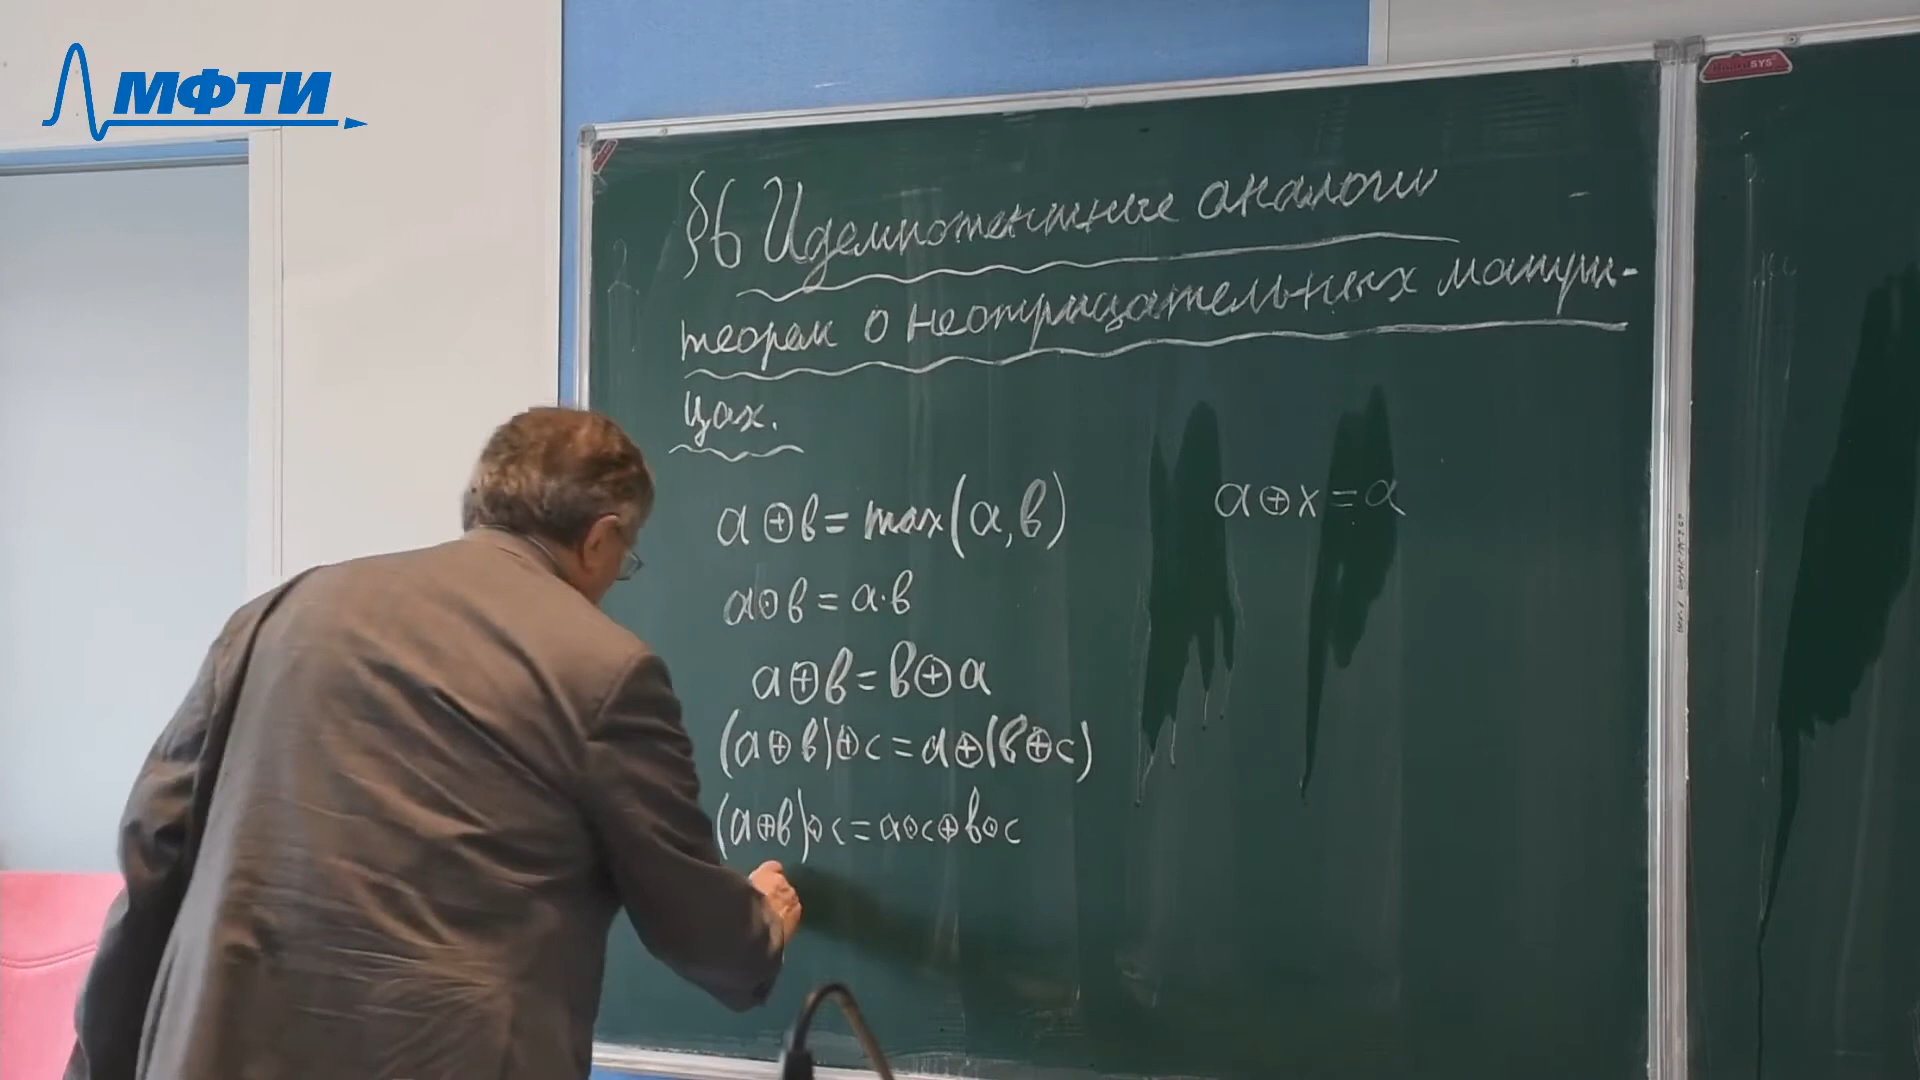 МФТИ
§6 Идемпотентные аналоги
теорем о неотрицательных матри-
цах.
a ⊕ b = max(a, b)
a ⊕ x = a
a ⊙ b = a · b
a ⊕ b = b ⊕ a
(a ⊕ b) ⊕ c = a ⊕ (b ⊕ c)
(a ⊕ b) ⊙ c = a ⊙ c ⊕ b ⊙ c